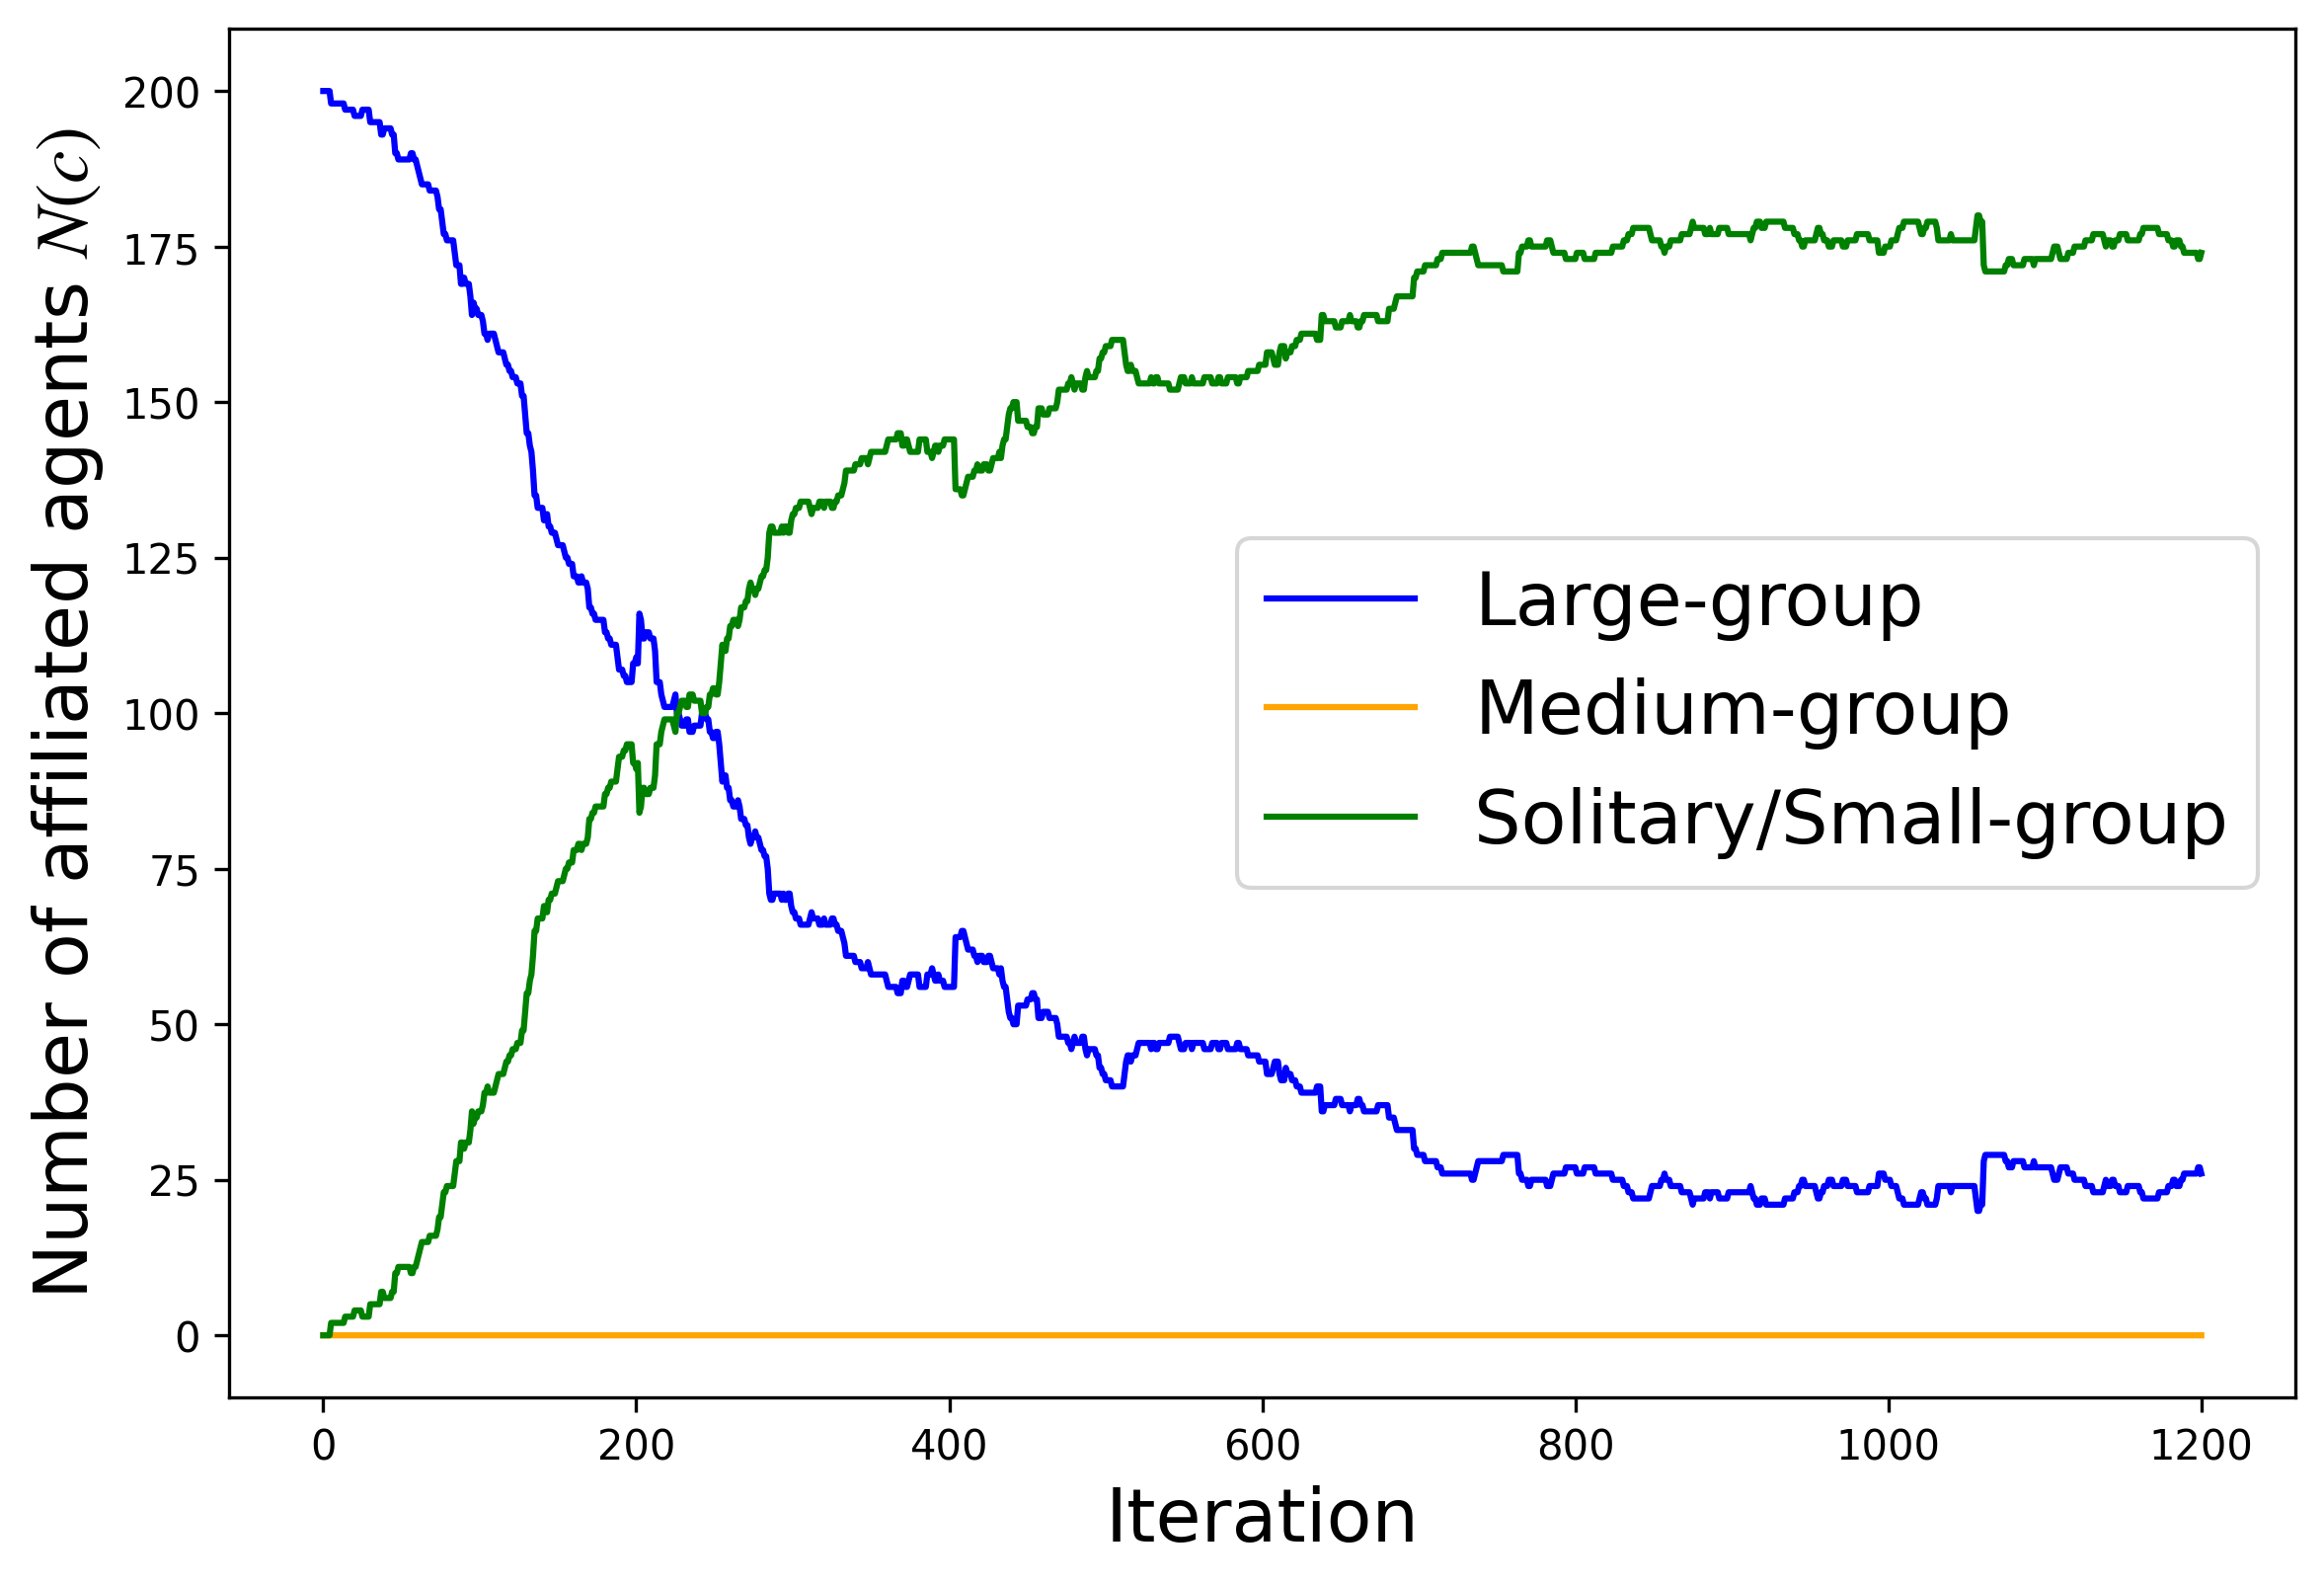 Number of affiliated agents N(c)
200
175
150
125
100
75
50
25
0
Large-group
Medium-group
Solitary/Small-group
0 200 400 600 800 1000 1200
Iteration